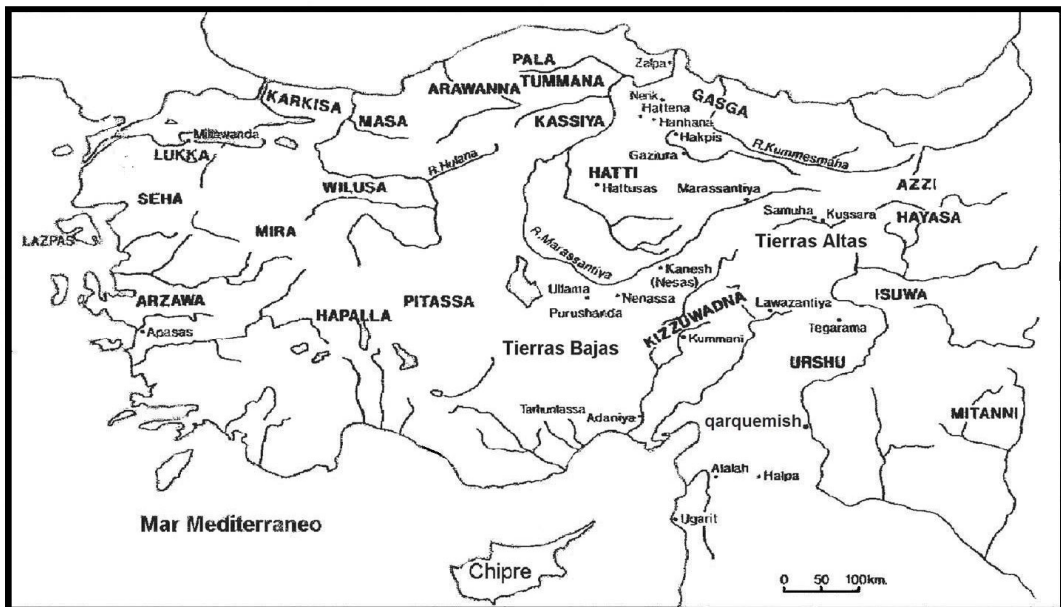 PALA
Zalpa
TUMMANA
ARAWANNA
KARKISA
MASA
Nerik
Hattena
GASGA
KASSIYA
Hanhana
Hakpis
Millawanda
LUKKA
R.Hulana
Gaziura
R.Kummesmaha
HATTI
Hattusas
Marassantiya
AZZI
WILUSA
SEHA
Samuha
Kussara
HAYASA
LAZPAS
MIRA
Tierras Altas
R.Marassantiya
Kanesh
(Nesas)
Ullama
Nenassa
Purushanda
ARZAWA
Apasas
HAPALLA
PITASSA
KIZZUWADNA
Lawazantiya
ISUWA
Tegarama
Kummani
Tierras Bajas
URSHU
Tarhuntassa
Adaniya
qarquemish
MITANNI
Alalah
Halpa
Mar Mediterraneo
Ugarit
Chipre
0 50 100km.